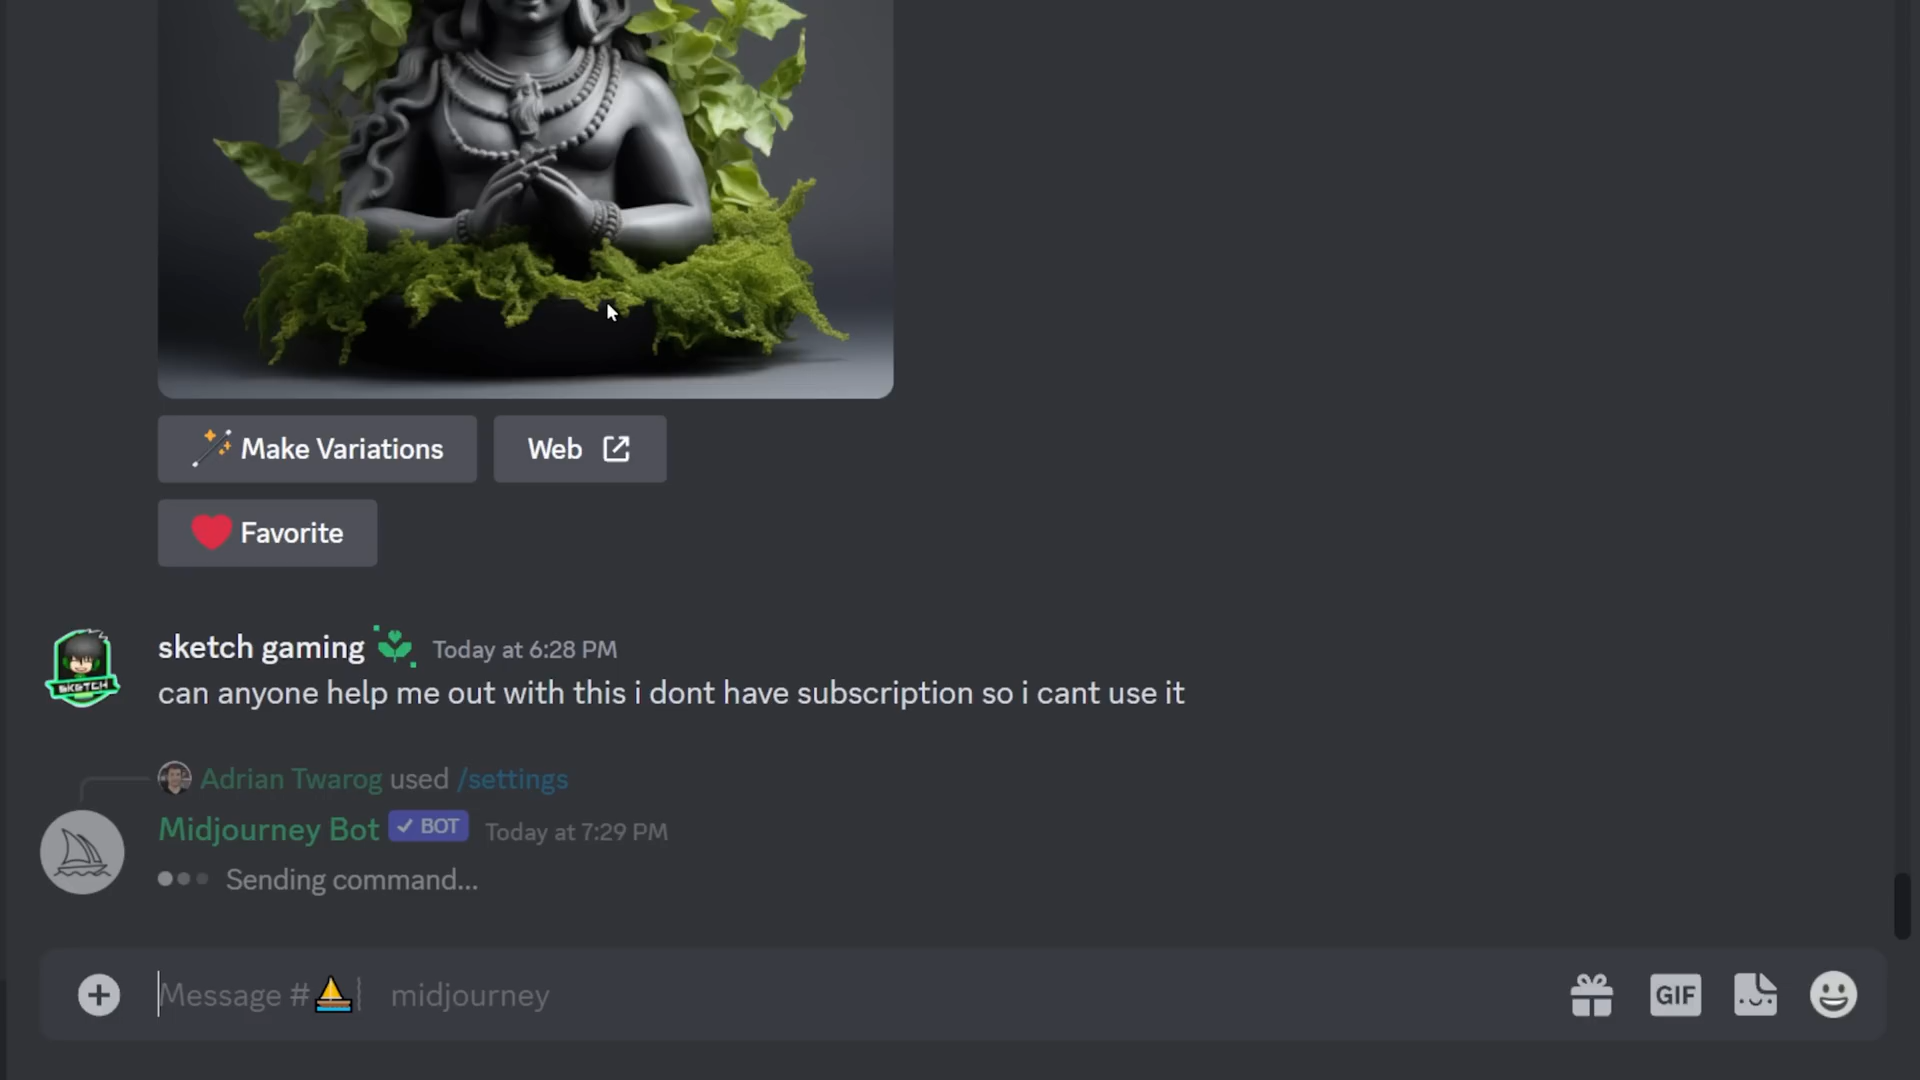 Make Variations
Web
Favorite
sketch gaming Today at 6:28 PM
SKETCH
can anyone help me out with this i dont have subscription so i cant use it
Adrian Twarog used /settings
Midjourney Bot BOT Today at 7:29 PM
Sending command...
Message #⛵| midjourney
GIF